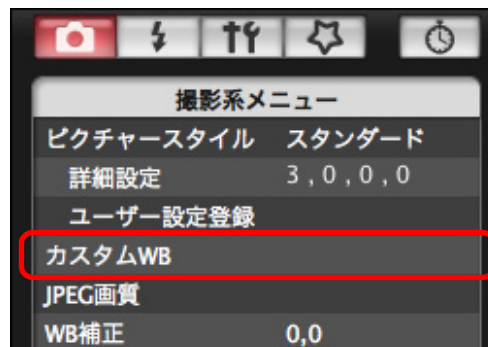 撮影系メニュー
ピクチャースタイル スタンダード
詳細設定 3,0,0,0
ユーザー設定登録
カスタムWB
JPEG画質
WB補正 0,0